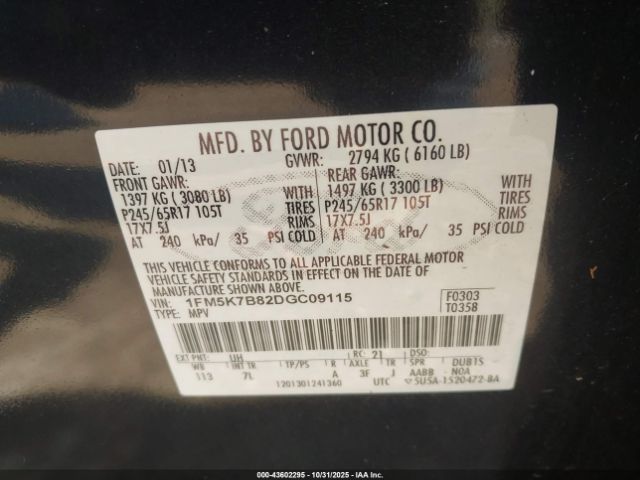 MFD. BY FORD MOTOR CO.
DATE: 01/13 GVWR: 2794 KG ( 6160 LB)
FRONT GAWR: REAR GAWR:
1397 KG ( 3080 LB) WITH 1497 KG ( 3300 LB) WITH
P245/65R17 105T TIRES P245/65R17 105T TIRES
17X7.5J RIMS 17X7.5J RIMS
AT 240 kPa/ 35 PSI COLD AT 240 kPa/ 35 PSI COLD
THIS VEHICLE CONFORMS TO ALL APPLICABLE FEDERAL MOTOR
VEHICLE SAFETY STANDARDS IN EFFECT ON THE DATE OF
MANUFACTURE SHOWN ABOVE.
VIN: 1FM5K7B82DGC09115 F0303
TYPE: MPV T0358
EXT PNT: UH RC: 21 DSO:
WB INT TR TP/PS R AXLE TR SPR DUB1S
113 7L A 3F J AABB N0A
1201301241360 UTC 5U5A-1520472-BA
000-43602295 - 10/31/2025 - IAA Inc.